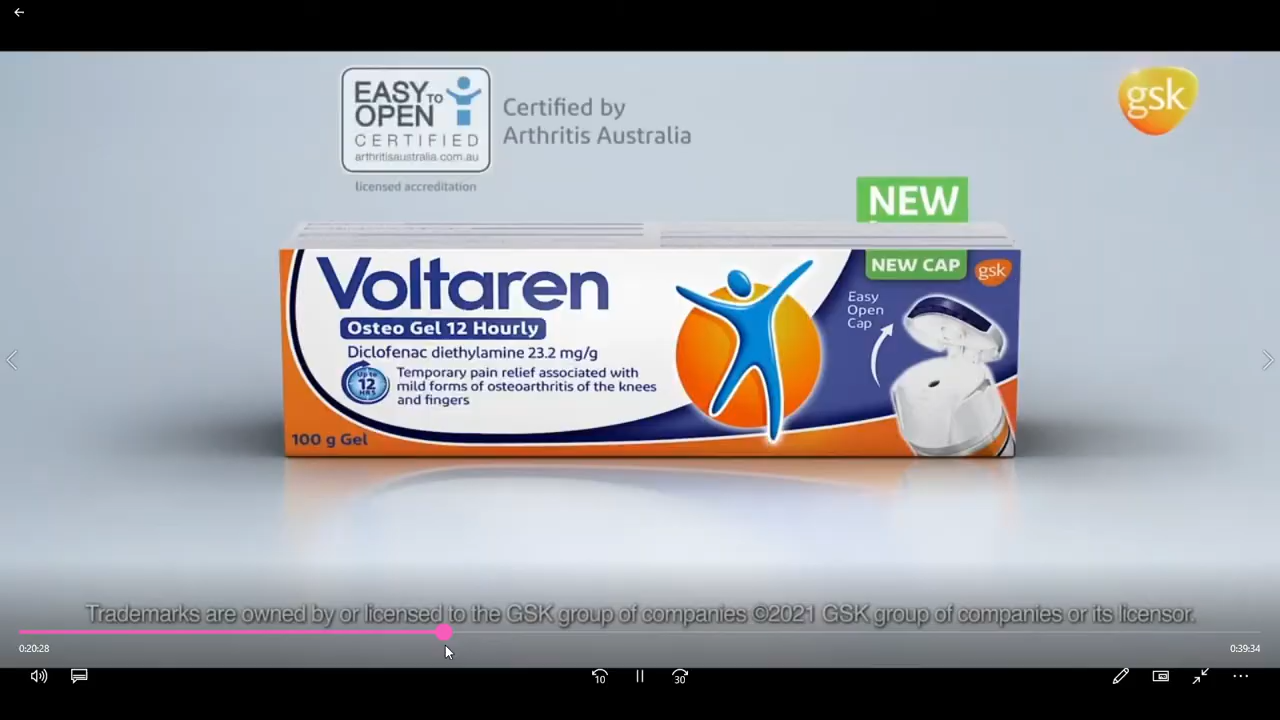 EASY TO
OPEN
CERTIFIED
arthritisaustralia.com.au
licensed accreditation
Certified by
Arthritis Australia
gsk
NEW
Voltaren
Osteo Gel 12 Hourly
Diclofenac diethylamine 23.2 mg/g
Up to
12
HRS
Temporary pain relief associated with
mild forms of osteoarthritis of the knees
and fingers
100 g Gel
NEW CAP
gsk
Easy
Open
Cap
Trademarks are owned by or licensed to the GSK group of companies ©2021 GSK group of companies or its licensor.
0:20:28
0:39:34
10
30